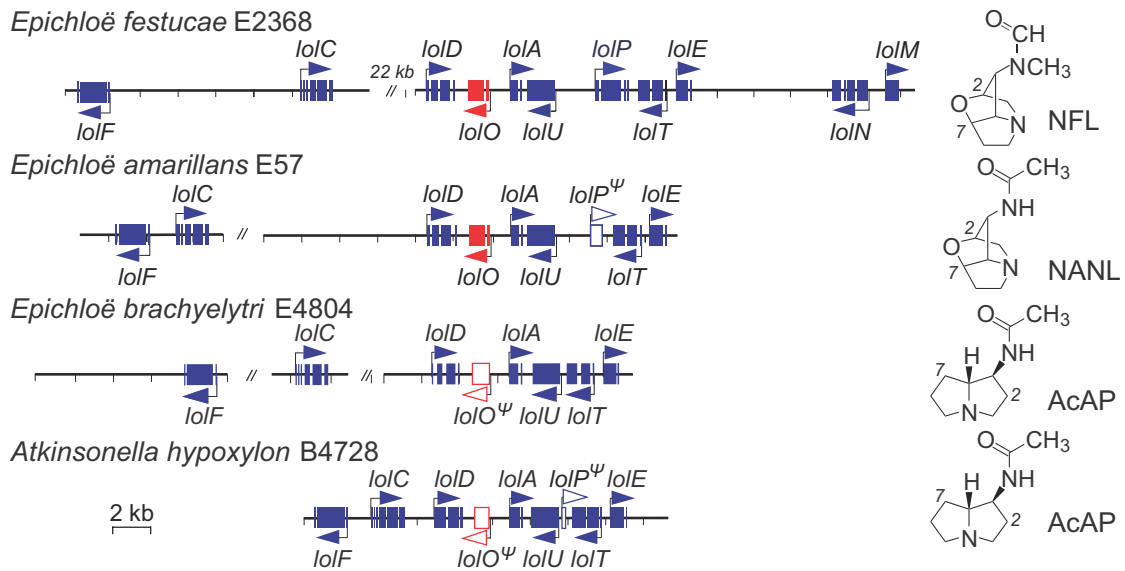 Epichloë festucae E2368
lolC
22 kb
lolD
lolA
lolP
lolE
lolM
//
lolF
lolO
lolU
lolT
lolN
O
CH
NCH3
2
O
7
N
NFL
Epichloë amarillans E57
lolC
lolD
lolA
lolPΨ
lolE
//
lolF
lolO
lolU
lolT
O
CH3
NH
2
O
7
N
NANL
Epichloë brachyelytri E4804
lolC
lolD
lolA
lolE
//
//
lolF
lolOΨ
lolU
lolT
O
CH3
NH
H
7
2
N
AcAP
Atkinsonella hypoxylon B4728
lolC
lolD
lolA
lolPΨ
lolE
2 kb
lolF
lolOΨ
lolU
lolT
O
CH3
NH
H
7
2
N
AcAP